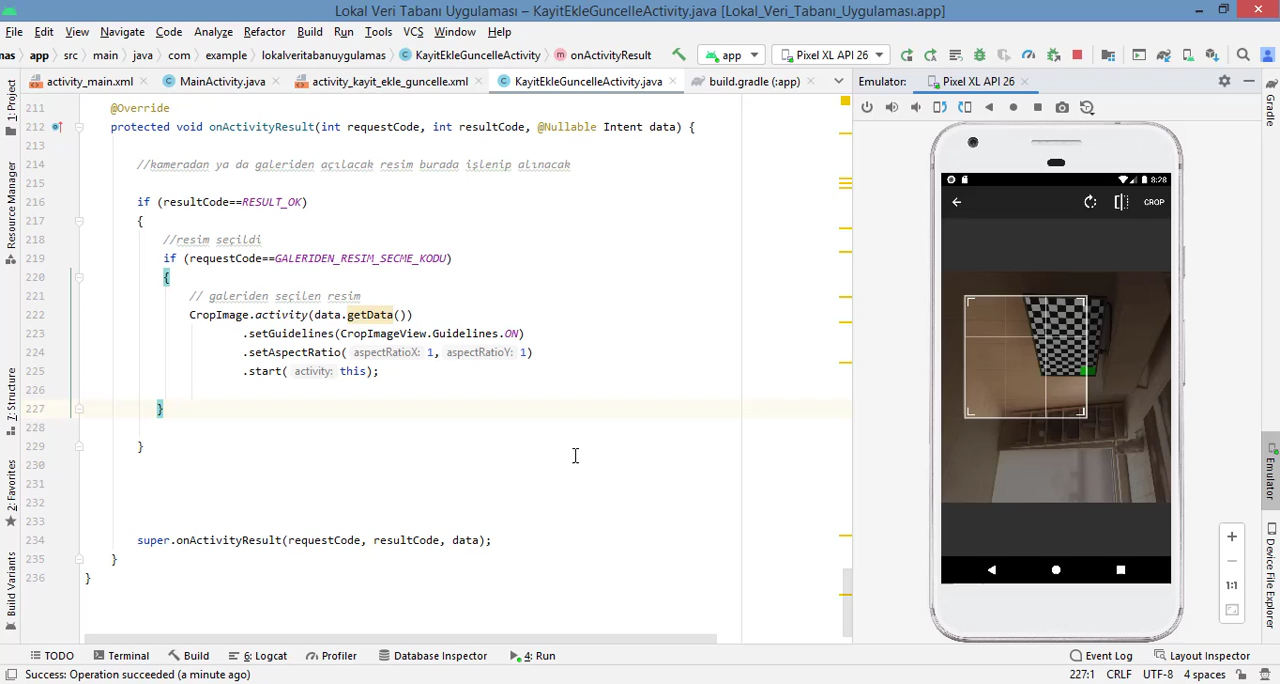 Lokal Veri Tabanı Uygulaması – KayitEkleGuncelleActivity.java [Lokal_Veri_Tabanı_Uygulaması.app]
File Edit View Navigate Code Analyze Refactor Build Run Tools VCS Window Help
app src main java com example lokalveritabaniuygulamas KayitEkleGuncelleActivity onActivityResult app Pixel XL API 26
activity_main.xml MainActivity.java activity_kayit_ekle_guncelle.xml KayitEkleGuncelleActivity.java build.gradle (:app) Emulator: Pixel XL API 26
1: Project
Resource Manager
7: Structure
2: Favorites
Build Variants
211 @Override
212 protected void onActivityResult(int requestCode, int resultCode, @Nullable Intent data) {
213
214 //kameradan ya da galeriden açılacak resim burada işlenip alınacak
215
216 if (resultCode==RESULT_OK)
217 {
218 //resim seçildi
219 if (requestCode==GALERIDEN_RESIM_SECME_KODU)
220 {
221 // galeriden seçilen resim
222 CropImage.activity(data.getData())
223 .setGuidelines(CropImageView.Guidelines.ON)
224 .setAspectRatio( aspectRatioX: 1, aspectRatioY: 1)
225 .start( activity: this);
226
227 }
228
229 }
230
231
232
233
234 super.onActivityResult(requestCode, resultCode, data);
235 }
236 }
8:28
CROP
1:1
Gradle
Emulator
Device File Explorer
TODO Terminal Build 6: Logcat Profiler Database Inspector 4: Run Event Log Layout Inspector
Success: Operation succeeded (a minute ago) 227:1 CRLF UTF-8 4 spaces